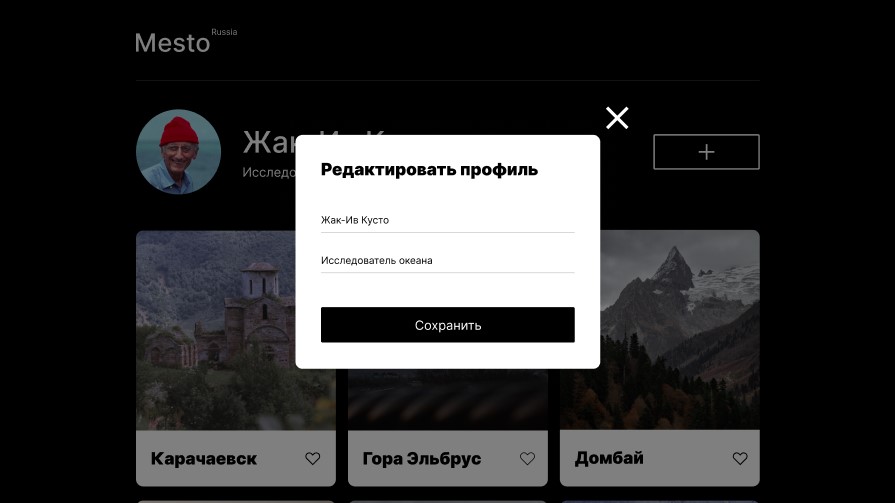 Mesto Russia
Жак-Ив К
Исследо
Редактировать профиль
Жак-Ив Кусто
Исследователь океана
Сохранить
Карачаевск
Гора Эльбрус
Домбай